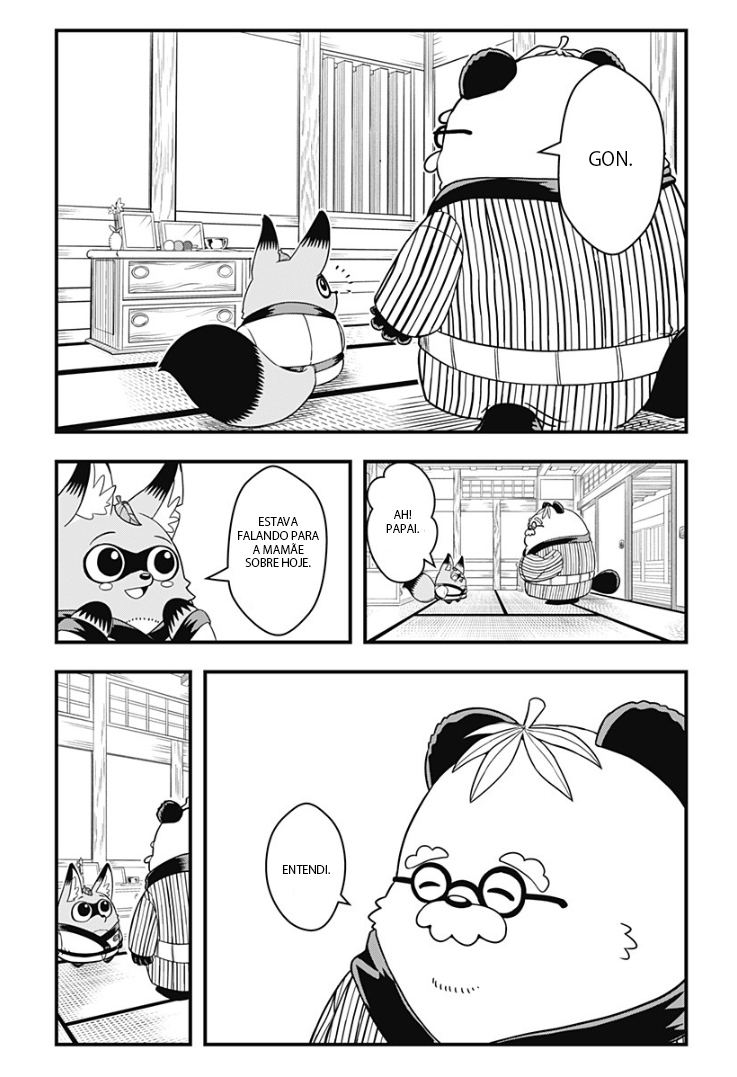 GON.
AH!
PAPAI.
ESTAVA
FALANDO PARA
A MAMÃE
SOBRE HOJE.
ENTENDI.